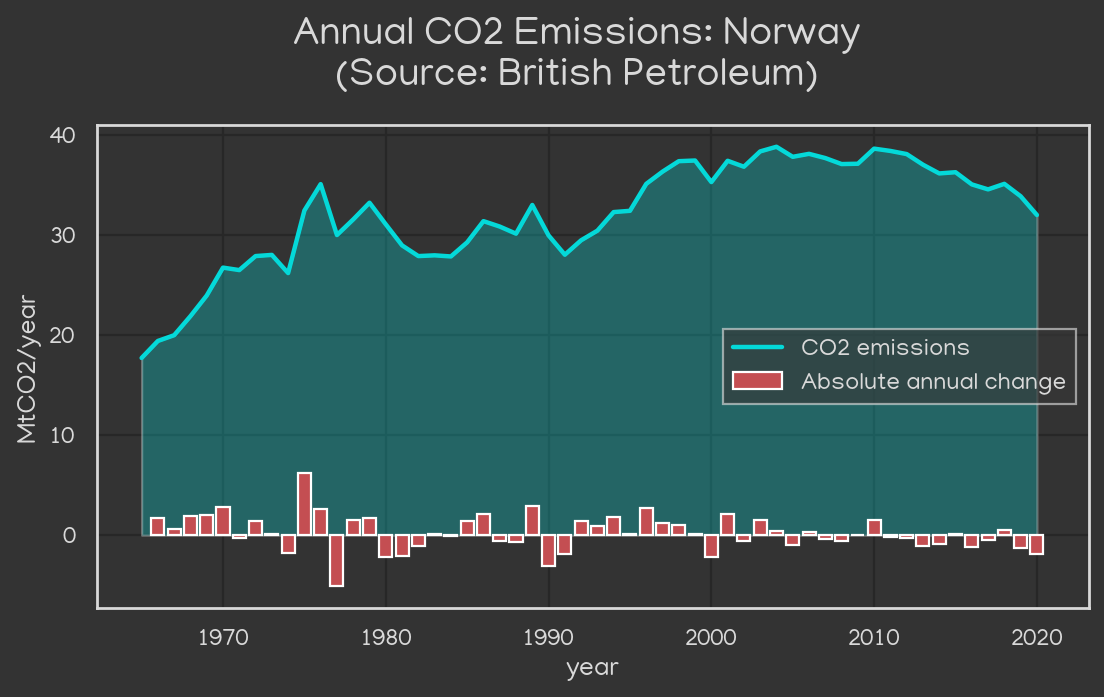 Annual CO2 Emissions: Norway
(Source: British Petroleum)
40
30
20
10
0
MtCO2/year
CO2 emissions
Absolute annual change
1970 1980 1990 2000 2010 2020
year